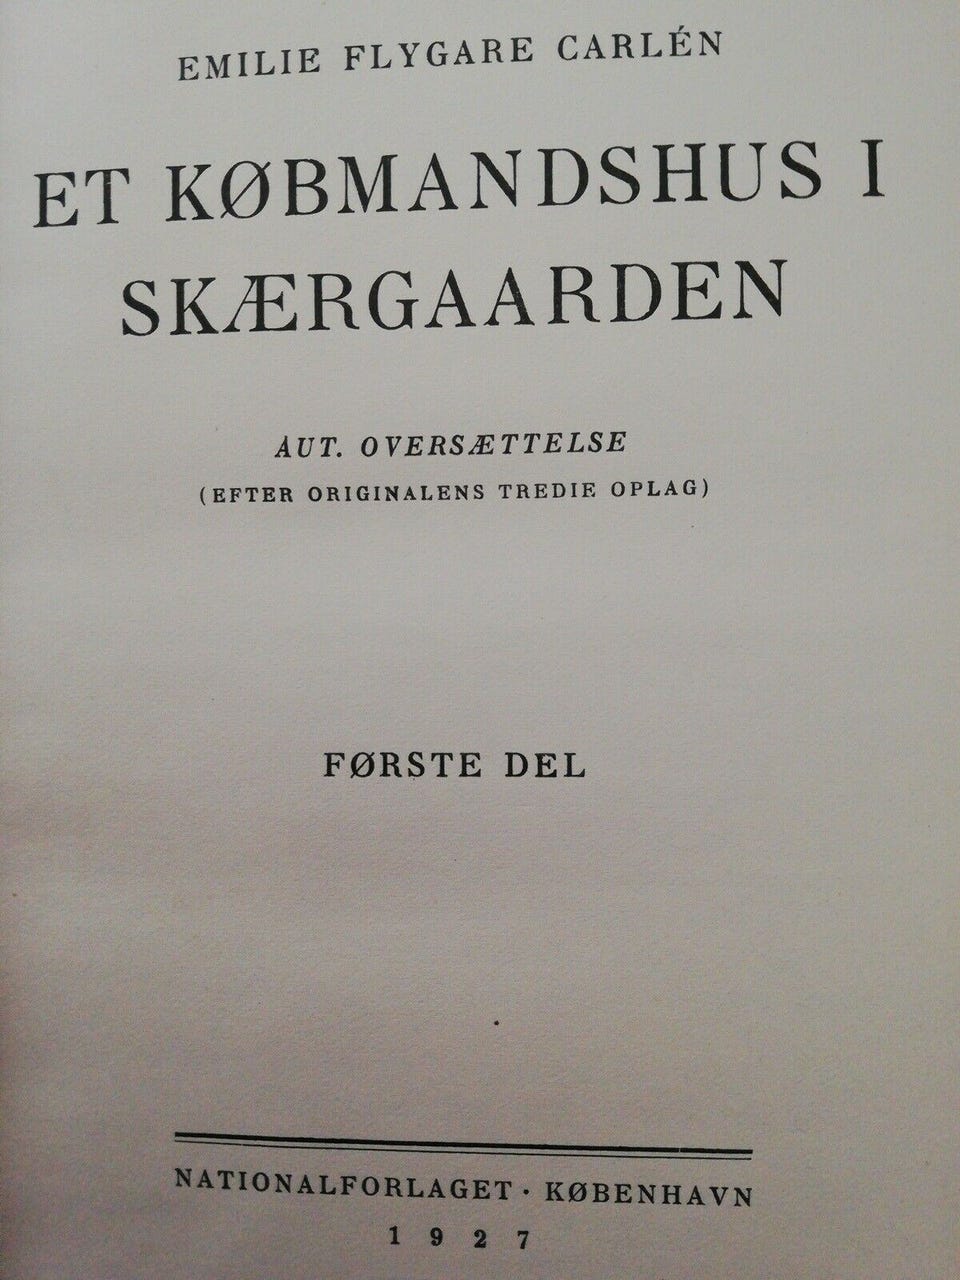 EMILIE FLYGARE CARLÉN
ET KØBMANDSHUS I
SKÆRGAARDEN
AUT. OVERSÆTTELSE
(EFTER ORIGINALENS TREDIE OPLAG)
FØRSTE DEL
NATIONALFORLAGET · KØBENHAVN
1927